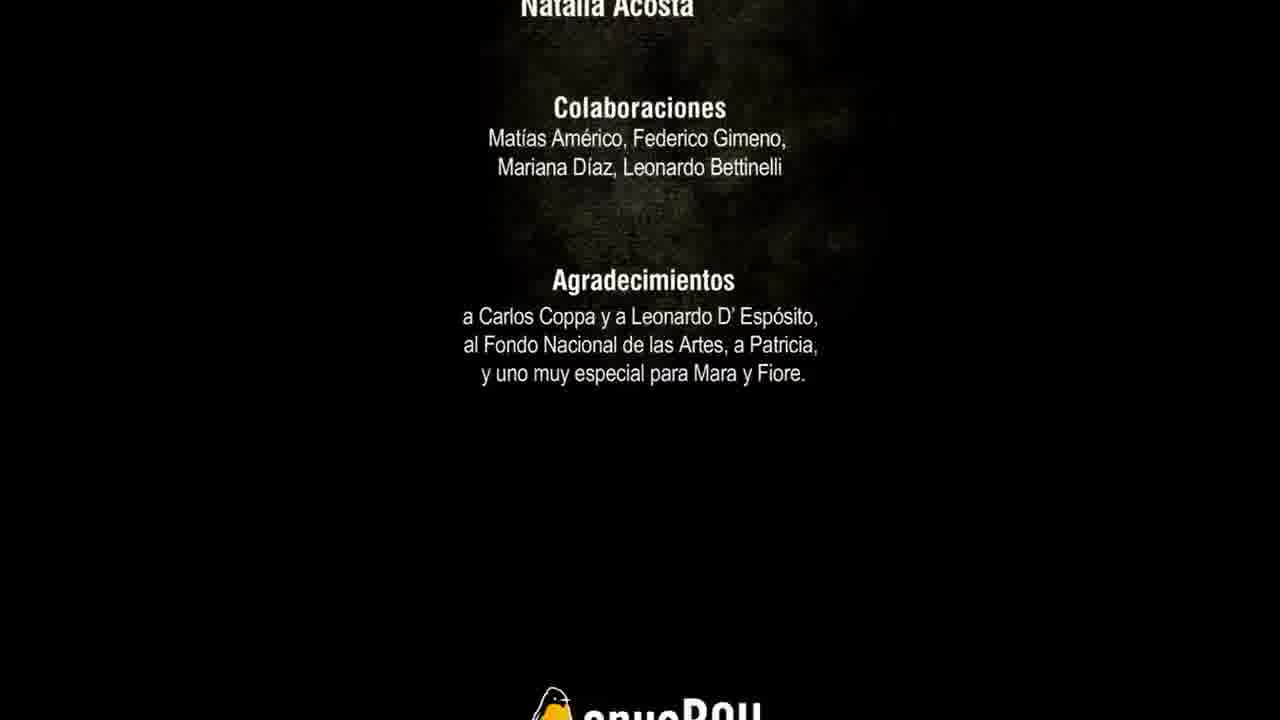 Natalia Acosta
Colaboraciones
Matías Américo, Federico Gimeno,
Mariana Díaz, Leonardo Bettinelli
Agradecimientos
a Carlos Coppa y a Leonardo D’ Espósito,
al Fondo Nacional de las Artes, a Patricia,
y uno muy especial para Mara y Fiore.